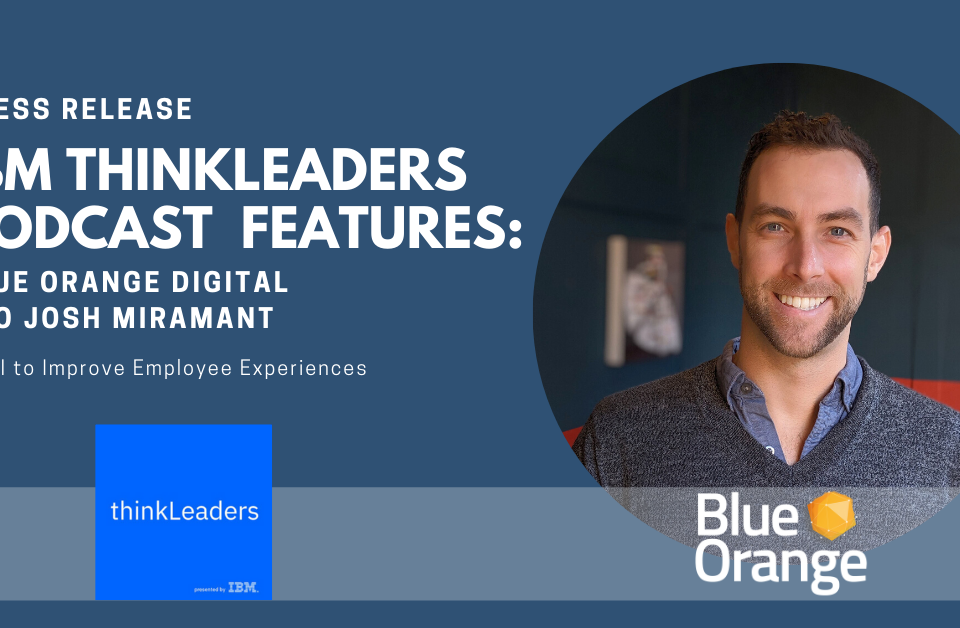 ESS RELEASE
BM THINKLEADERS
ODCAST FEATURES:
UE ORANGE DIGITAL
O JOSH MIRAMANT
I to Improve Employee Experiences
thinkLeaders
presented by IBM.
Blue
Orange